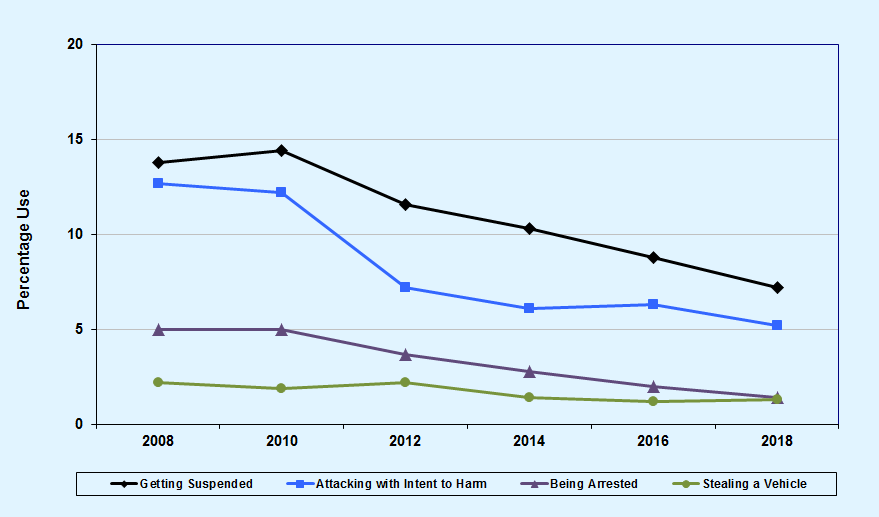 20
15
10
5
0
Percentage Use
2008 2010 2012 2014 2016 2018
Getting Suspended Attacking with Intent to Harm Being Arrested Stealing a Vehicle